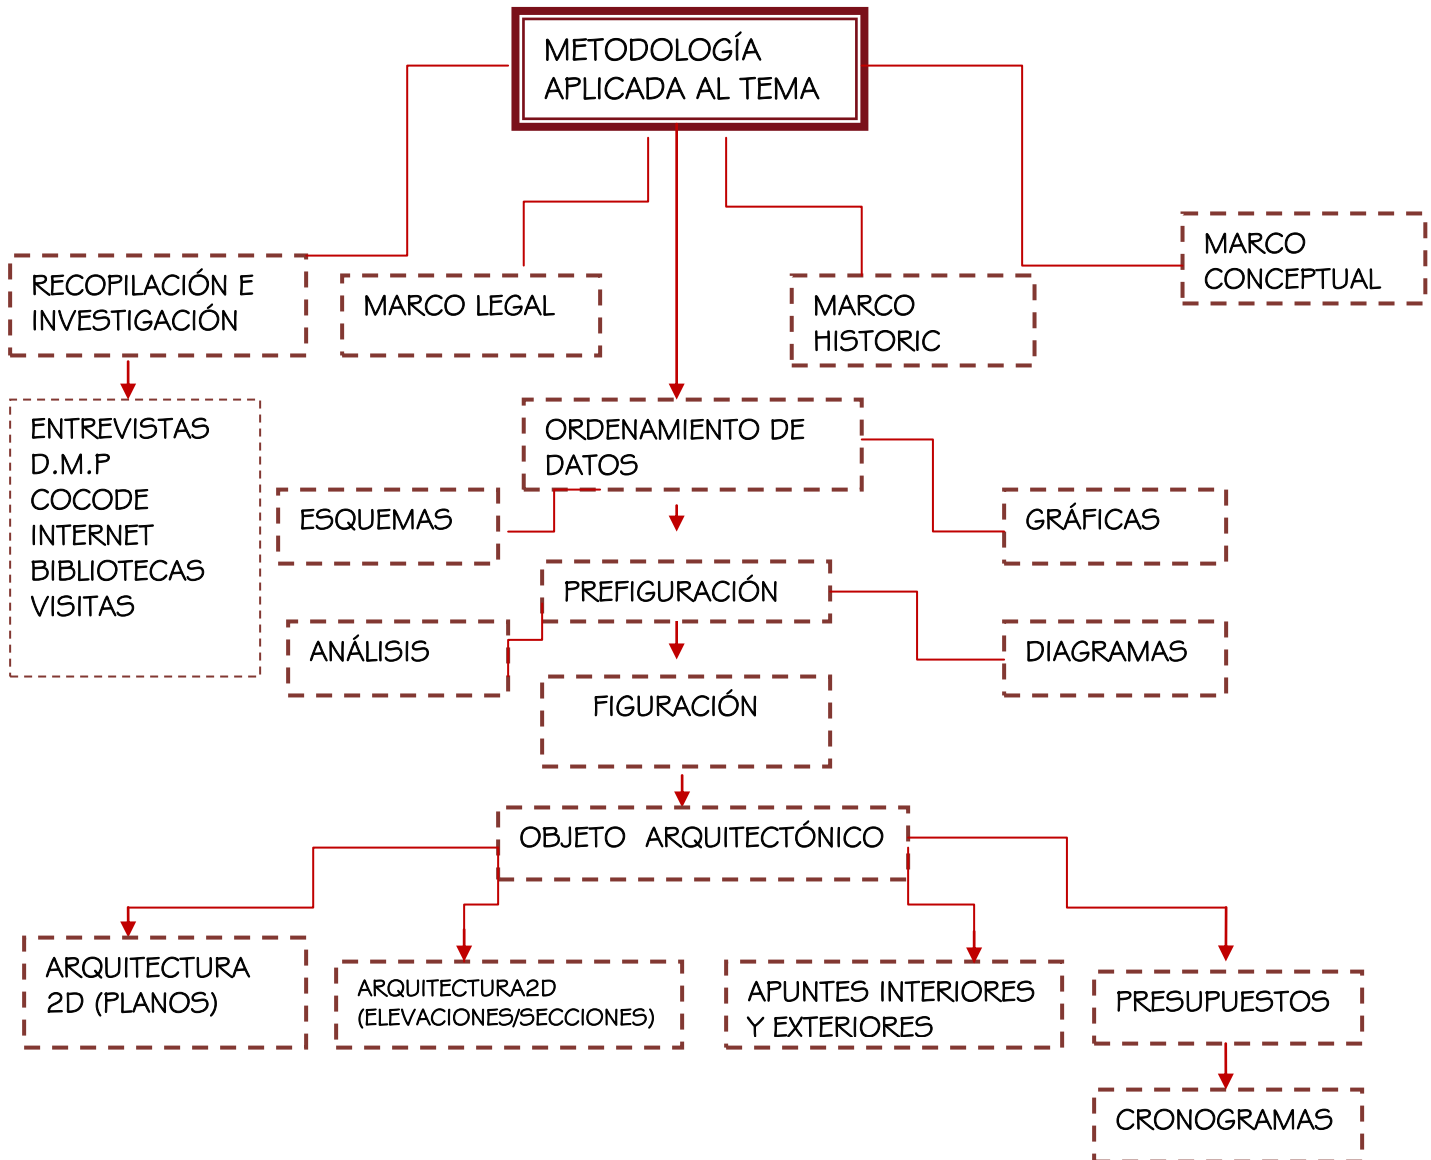 METODOLOGÍA
APLICADA AL TEMA
MARCO
CONCEPTUAL
RECOPILACIÓN E
INVESTIGACIÓN
MARCO LEGAL
MARCO
HISTORIC
ENTREVISTAS
D.M.P
COCODE
INTERNET
BIBLIOTECAS
VISITAS
ORDENAMIENTO DE
DATOS
ESQUEMAS
GRÁFICAS
PREFIGURACIÓN
ANÁLISIS
DIAGRAMAS
FIGURACIÓN
OBJETO ARQUITECTÓNICO
ARQUITECTURA
2D (PLANOS)
ARQUITECTURA2D
(ELEVACIONES/SECCIONES)
APUNTES INTERIORES
Y EXTERIORES
PRESUPUESTOS
CRONOGRAMAS